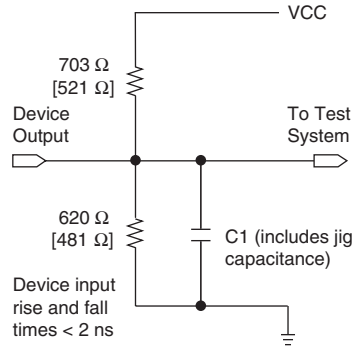 VCC
703 Ω
[521 Ω]
Device
Output
To Test
System
620 Ω
[481 Ω]
C1 (includes jig
capacitance)
Device input
rise and fall
times < 2 ns